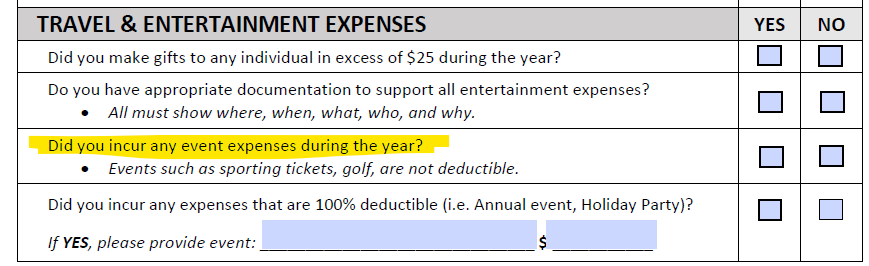 TRAVEL & ENTERTAINMENT EXPENSES YES NO
Did you make gifts to any individual in excess of $25 during the year?
Do you have appropriate documentation to support all entertainment expenses?
• All must show where, when, what, who, and why.
Did you incur any event expenses during the year?
• Events such as sporting tickets, golf, are not deductible.
Did you incur any expenses that are 100% deductible (i.e. Annual event, Holiday Party)?
If YES, please provide event: $